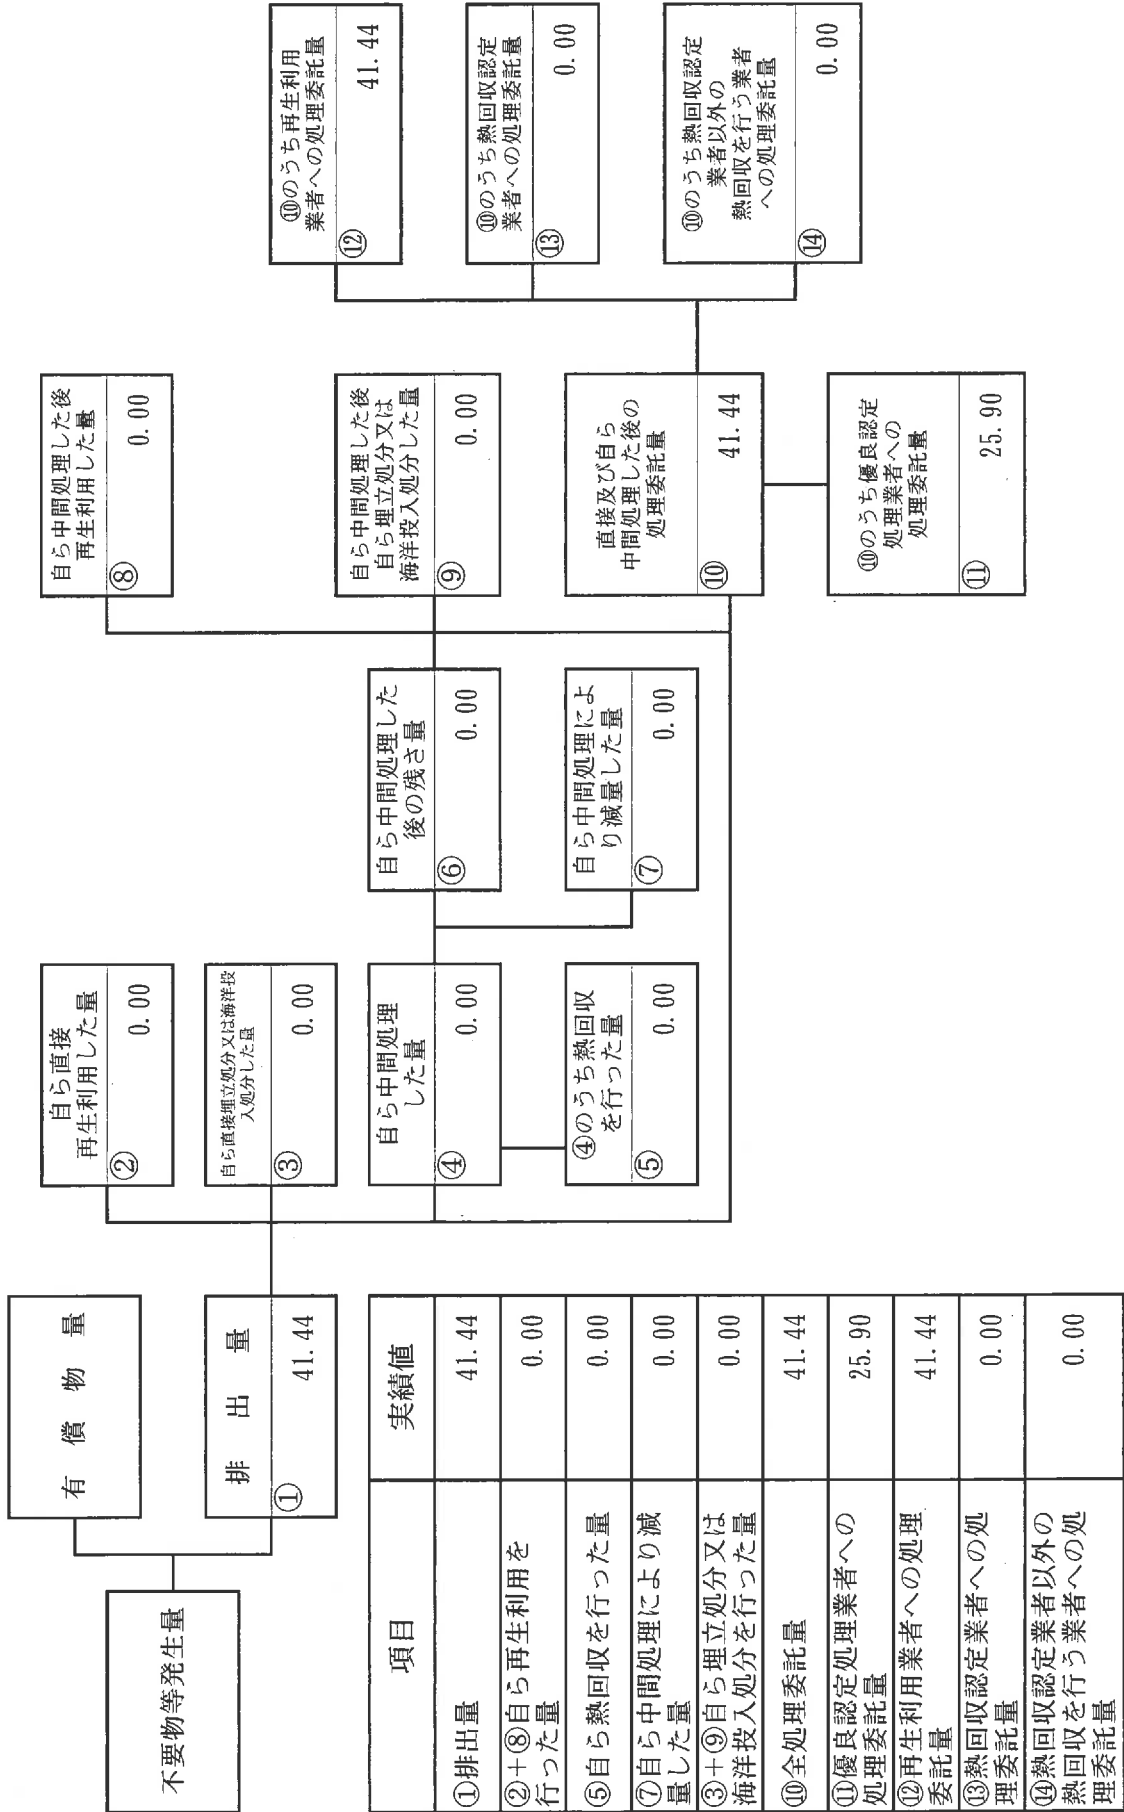 不要物等発生量
有償物量
排出量
①
41.44
自ら直接
再生利用した量
②
0.00
自ら直接埋立処分又は海洋投
入処分した量
③
0.00
自ら中間処理
した量
④
0.00
④のうち熱回収
を行った量
⑤
0.00
自ら中間処理した
後の残さ量
⑥
0.00
自ら中間処理によ
り減量した量
⑦
0.00
自ら中間処理した後
再生利用した量
⑧
0.00
自ら中間処理した後
自ら埋立処分又は
海洋投入処分した量
⑨
0.00
直接及び自ら
中間処理した後の
処理委託量
⑩
41.44
⑩のうち優良認定
処理業者への
処理委託量
⑪
25.90
⑩のうち再生利用
業者への処理委託量
⑫
41.44
⑩のうち熱回収認定
業者への処理委託量
⑬
0.00
⑩のうち熱回収認定
業者以外の
熱回収を行う業者
への処理委託量
⑭
0.00
項目 実績値
①排出量 41.44
②+⑧自ら再生利用を
行った量 0.00
⑤自ら熱回収を行った量 0.00
⑦自ら中間処理により減
量した量 0.00
③+⑨自ら埋立処分又は
海洋投入処分を行った量 0.00
⑩全処理委託量 41.44
⑪優良認定処理業者への
処理委託量 25.90
⑫再生利用業者への処理
委託量 41.44
⑬熱回収認定業者への処
理委託量 0.00
⑭熱回収認定業者以外の
熱回収を行う業者への処
理委託量 0.00